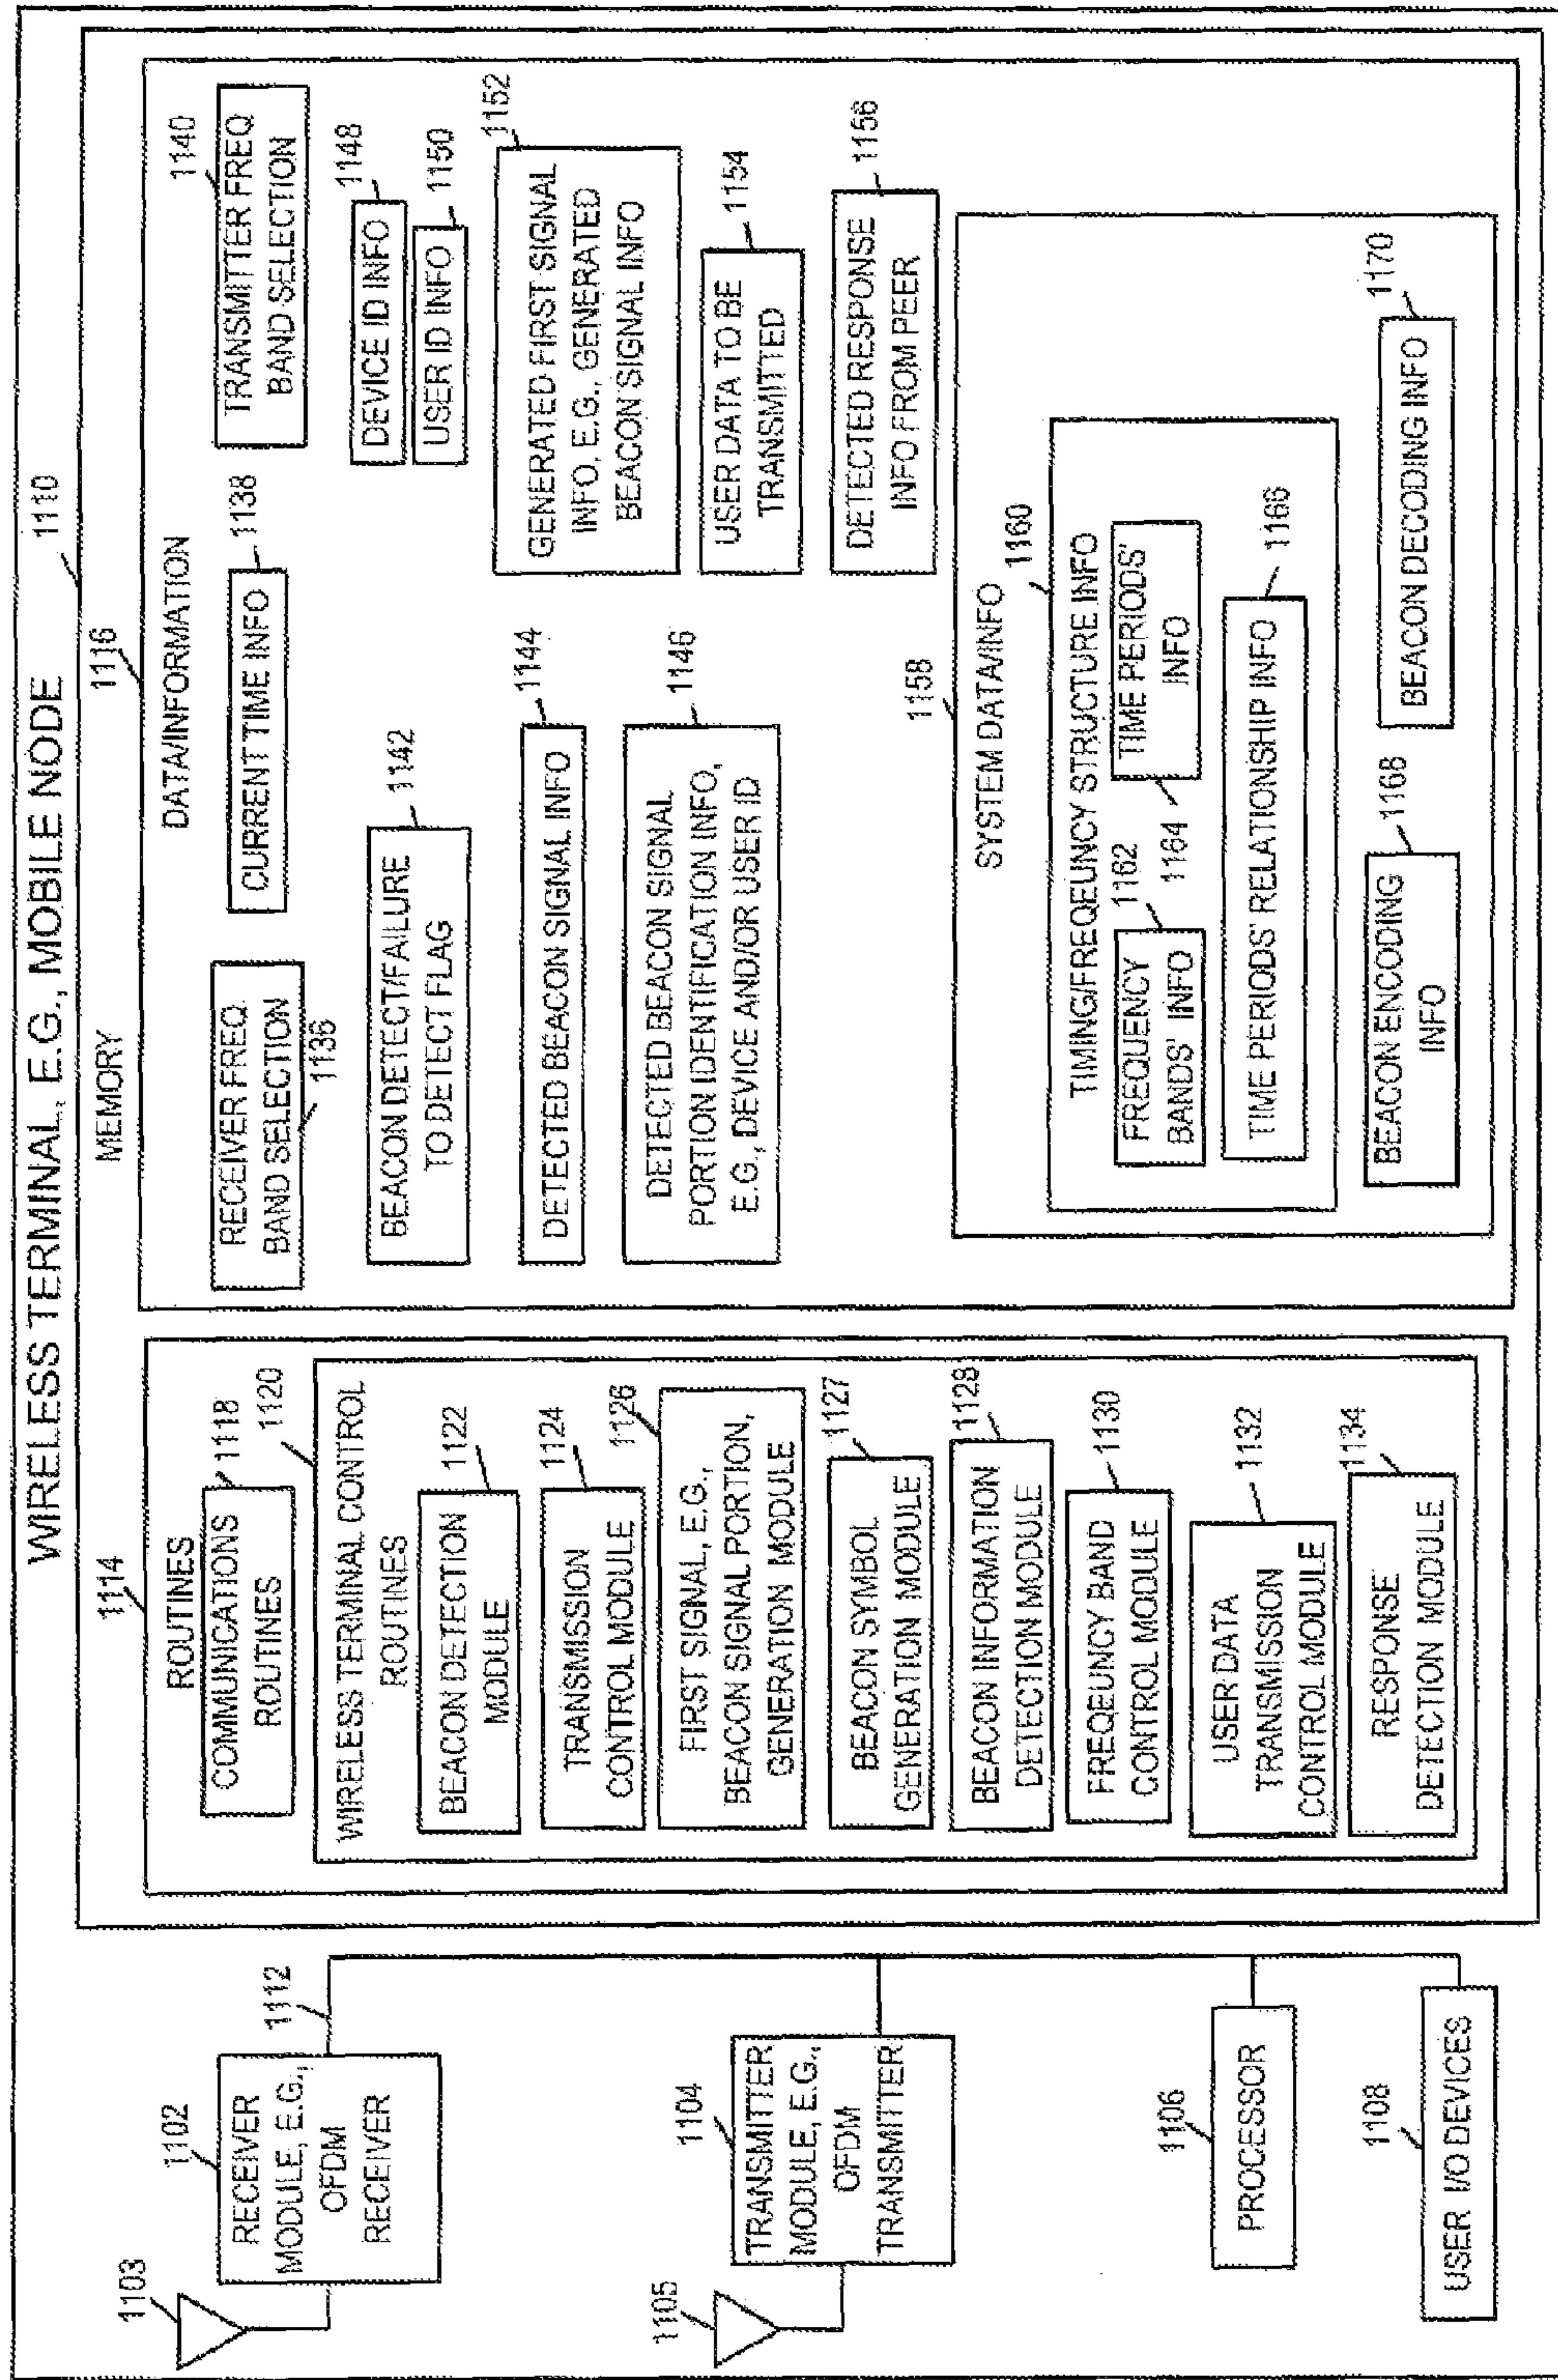 WIRELESS TERMINAL, E.G., MOBILE NODE
1103
1102
RECEIVER
MODULE, E.G.,
OFDM
RECEIVER
1112
1105
1104
TRANSMITTER
MODULE, E.G.,
OFDM
TRANSMITTER
1106
PROCESSOR
1108
USER I/O DEVICES
1110
MEMORY
1114
ROUTINES
1118
COMMUNICATIONS
ROUTINES
1120
WIRELESS TERMINAL CONTROL
ROUTINES
1122
BEACON DETECTION
MODULE
1124
TRANSMISSION
CONTROL MODULE
1126
FIRST SIGNAL, E.G.,
BEACON SIGNAL PORTION,
GENERATION MODULE
1127
BEACON SYMBOL
GENERATION MODULE
1128
BEACON INFORMATION
DETECTION MODULE
1130
FREQEUNCY BAND
CONTROL MODULE
1132
USER DATA
TRANSMISSION
CONTROL MODULE
1134
RESPONSE
DETECTION MODULE
1116
DATA/INFORMATION
RECEIVER FREQ
BAND SELECTION
1136
1138
CURRENT TIME INFO
1140
TRANSMITTER FREQ
BAND SELECTION
1142
BEACON DETECT/FAILURE
TO DETECT FLAG
1148
DEVICE ID INFO
1150
USER ID INFO
1144
DETECTED BEACON SIGNAL INFO
1152
GENERATED FIRST SIGNAL
INFO, E.G., GENERATED
BEACON SIGNAL INFO
1146
DETECTED BEACON SIGNAL
PORTION IDENTIFICATION INFO,
E.G., DEVICE AND/OR USER ID
1154
USER DATA TO BE
TRANSMITTED
1156
DETECTED RESPONSE
INFO FROM PEER
1158
SYSTEM DATA/INFO
1160
TIMING/FREQEUNCY STRUCTURE INFO
1162
FREQUENCY
BANDS' INFO
1164
TIME PERIODS'
INFO
1166
TIME PERIODS' RELATIONSHIP INFO
1168
BEACON ENCODING
INFO
1170
BEACON DECODING INFO